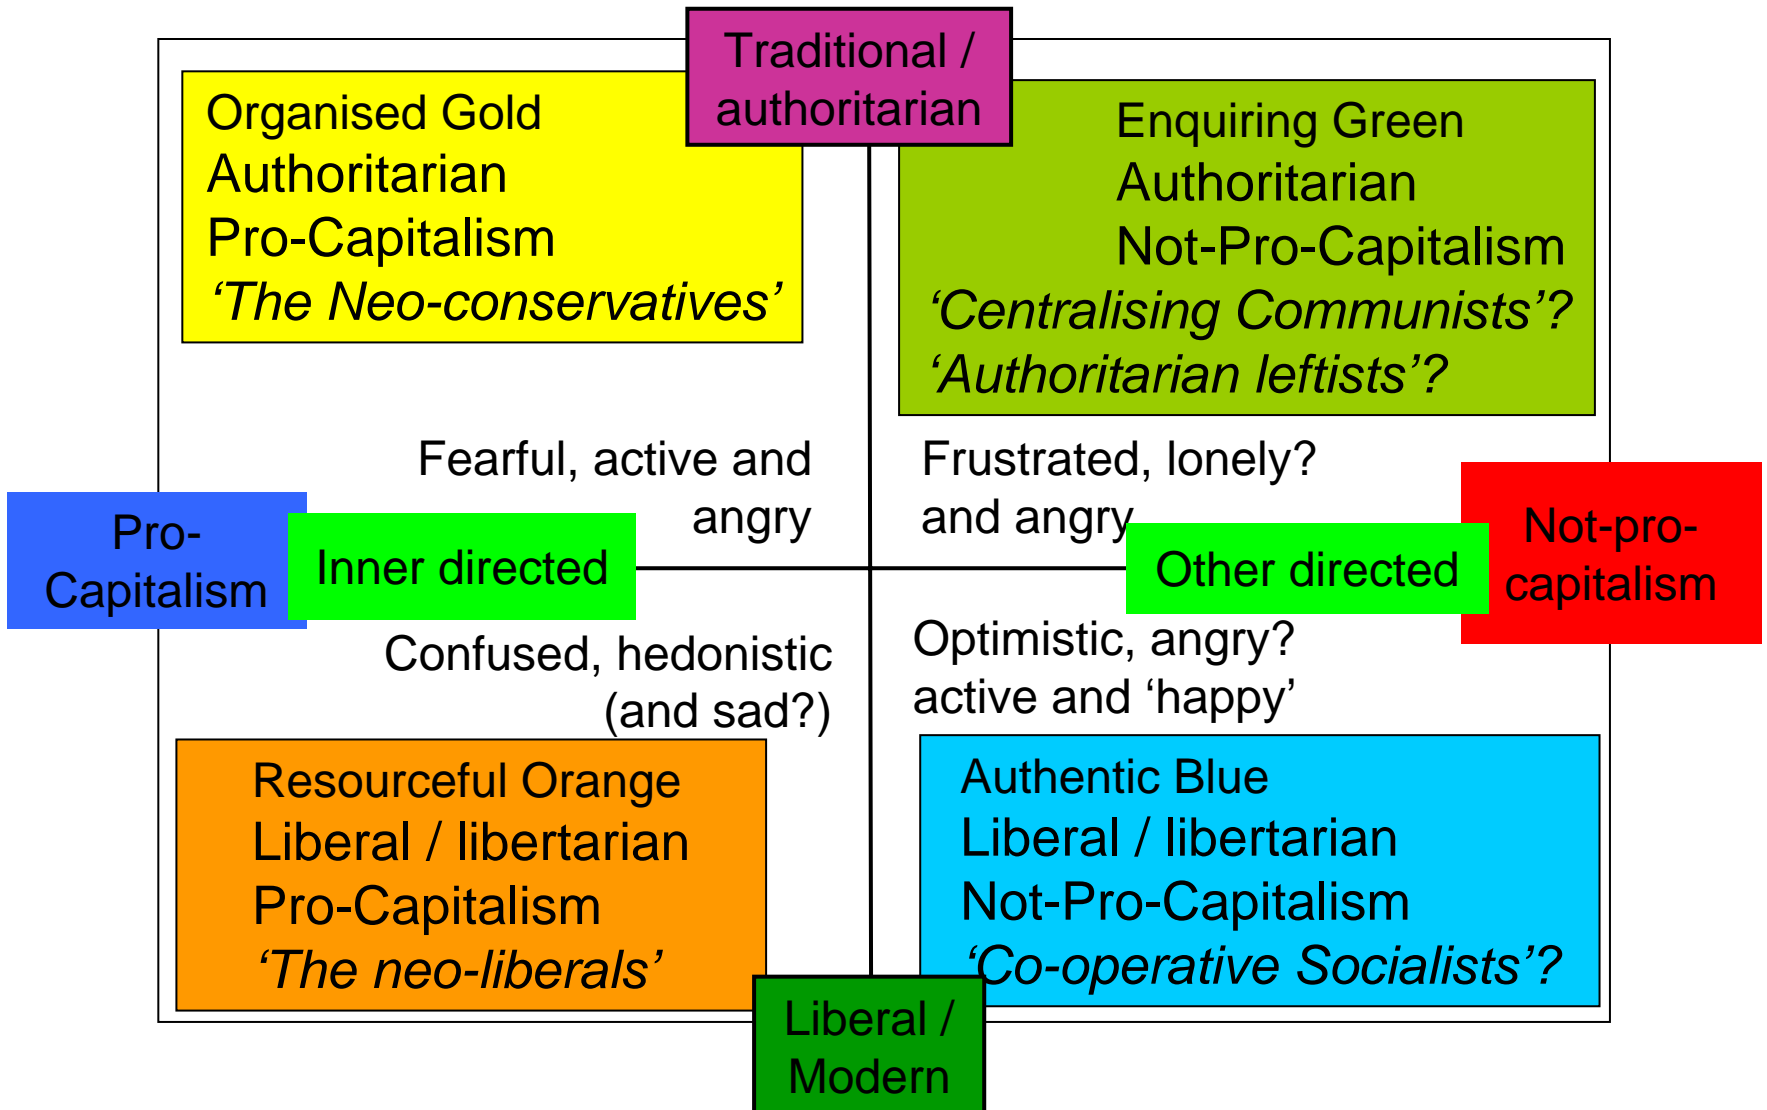 Traditional /
authoritarian
Organised Gold
Authoritarian
Pro-Capitalism
‘The Neo-conservatives’
Enquiring Green
Authoritarian
Not-Pro-Capitalism
‘Centralising Communists’?
‘Authoritarian leftists’?
Fearful, active and
angry
Frustrated, lonely?
and angry
Pro-
Capitalism
Inner directed
Other directed
Not-pro-
capitalism
Confused, hedonistic
(and sad?)
Optimistic, angry?
active and ‘happy’
Resourceful Orange
Liberal / libertarian
Pro-Capitalism
‘The neo-liberals’
Authentic Blue
Liberal / libertarian
Not-Pro-Capitalism
‘Co-operative Socialists’?
Liberal /
Modern